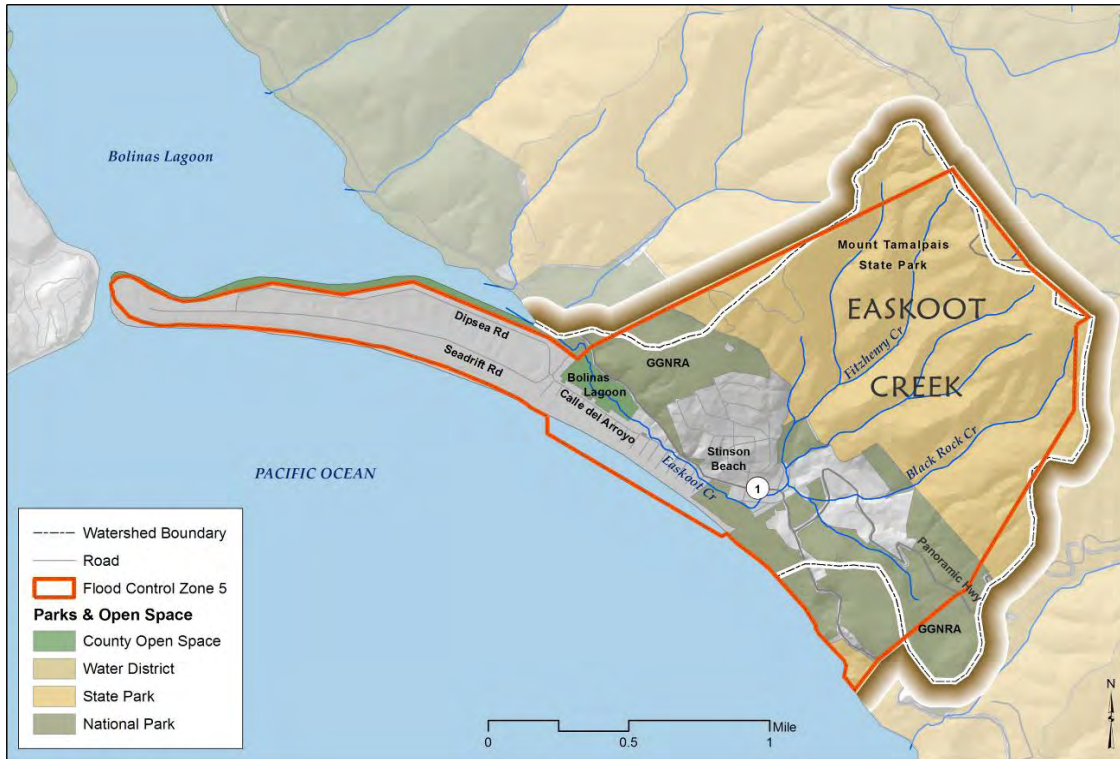 Bolinas Lagoon
Mount Tamalpais
State Park
EASKOOT
Fitzhenry Cr
CREEK
Dipsea Rd
Seadrift Rd
GGNRA
Bolinas
Lagoon
Calle del Arroyo
Stinson
Beach
Black Rock Cr
Easkoot Cr
1
PACIFIC OCEAN
Panoramic Hwy
GGNRA
Watershed Boundary
Road
Flood Control Zone 5
Parks & Open Space
County Open Space
Water District
State Park
National Park
0 0.5 1 Mile
N